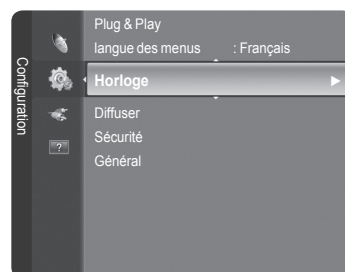 Configuration
Plug & Play
langue des menus : Français
Horloge
Diffuser
Sécurité
Général
?